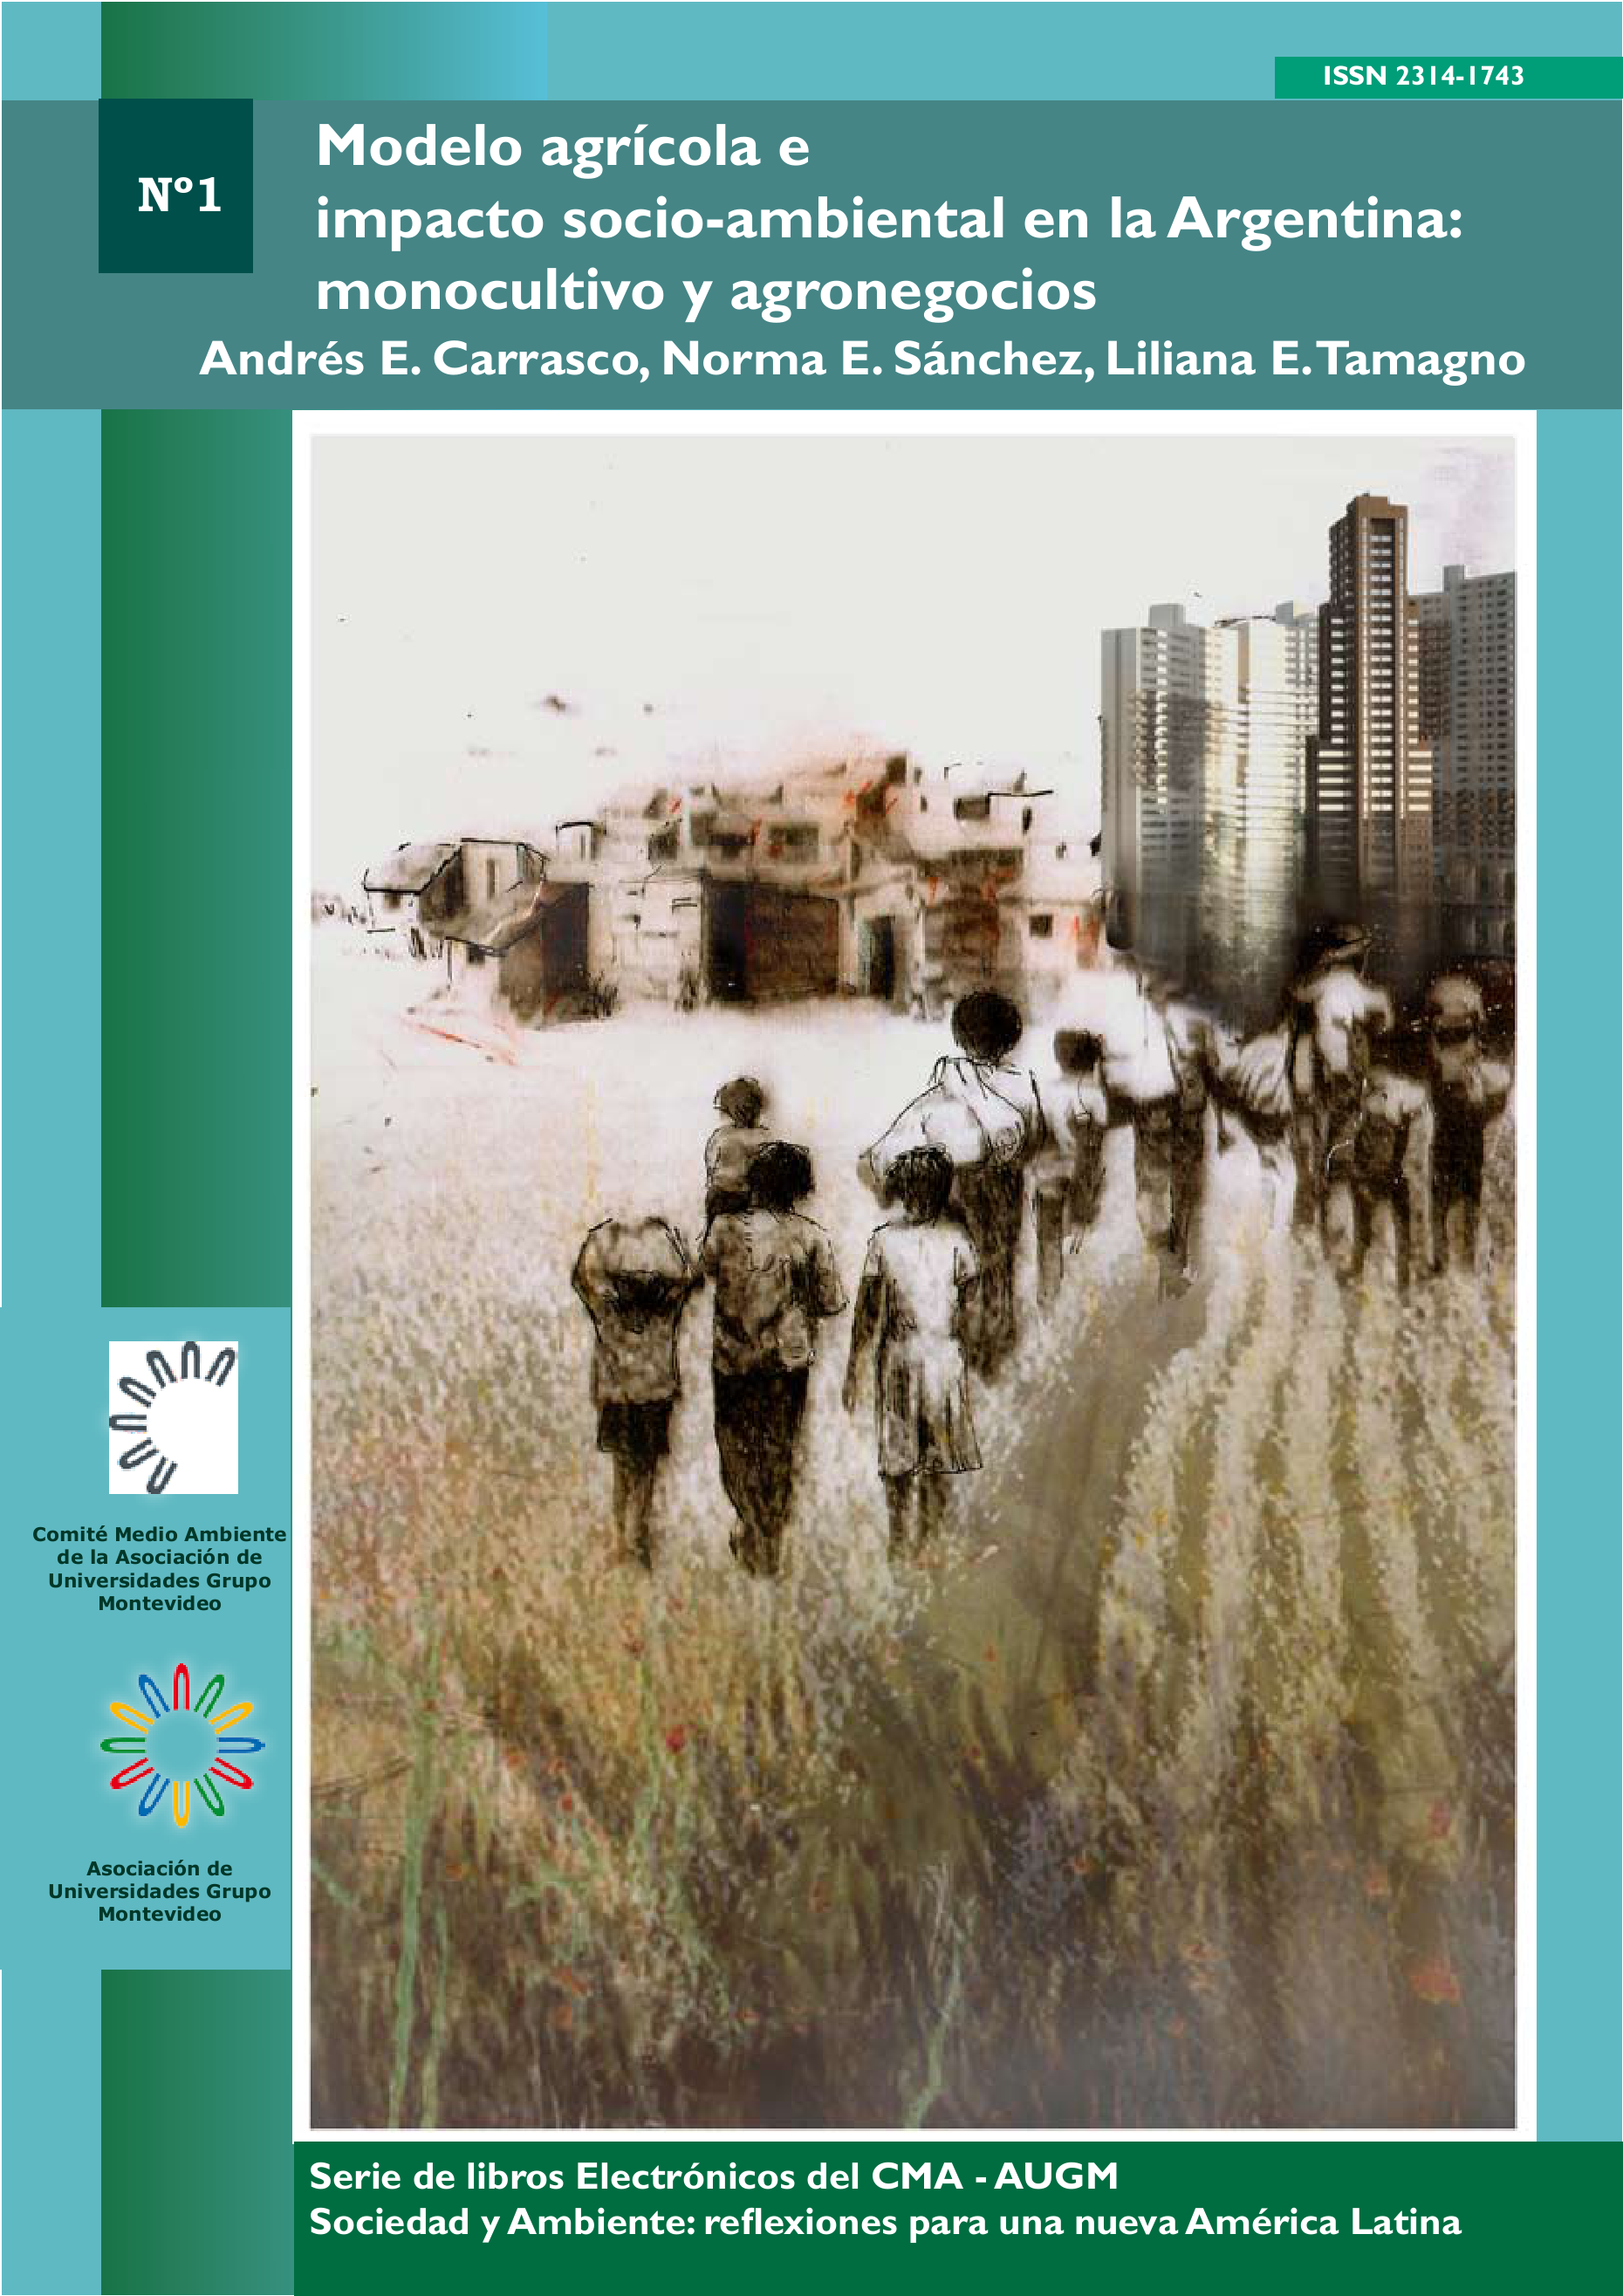 ISSN 2314-1743
Nº1
Modelo agrícola e
impacto socio-ambiental en la Argentina:
monocultivo y agronegocios
Andrés E. Carrasco, Norma E. Sánchez, Liliana E. Tamagno
Comité Medio Ambiente
de la Asociación de
Universidades Grupo
Montevideo
Asociación de
Universidades Grupo
Montevideo
Serie de libros Electrónicos del CMA - AUGM
Sociedad y Ambiente: reflexiones para una nueva América Latina